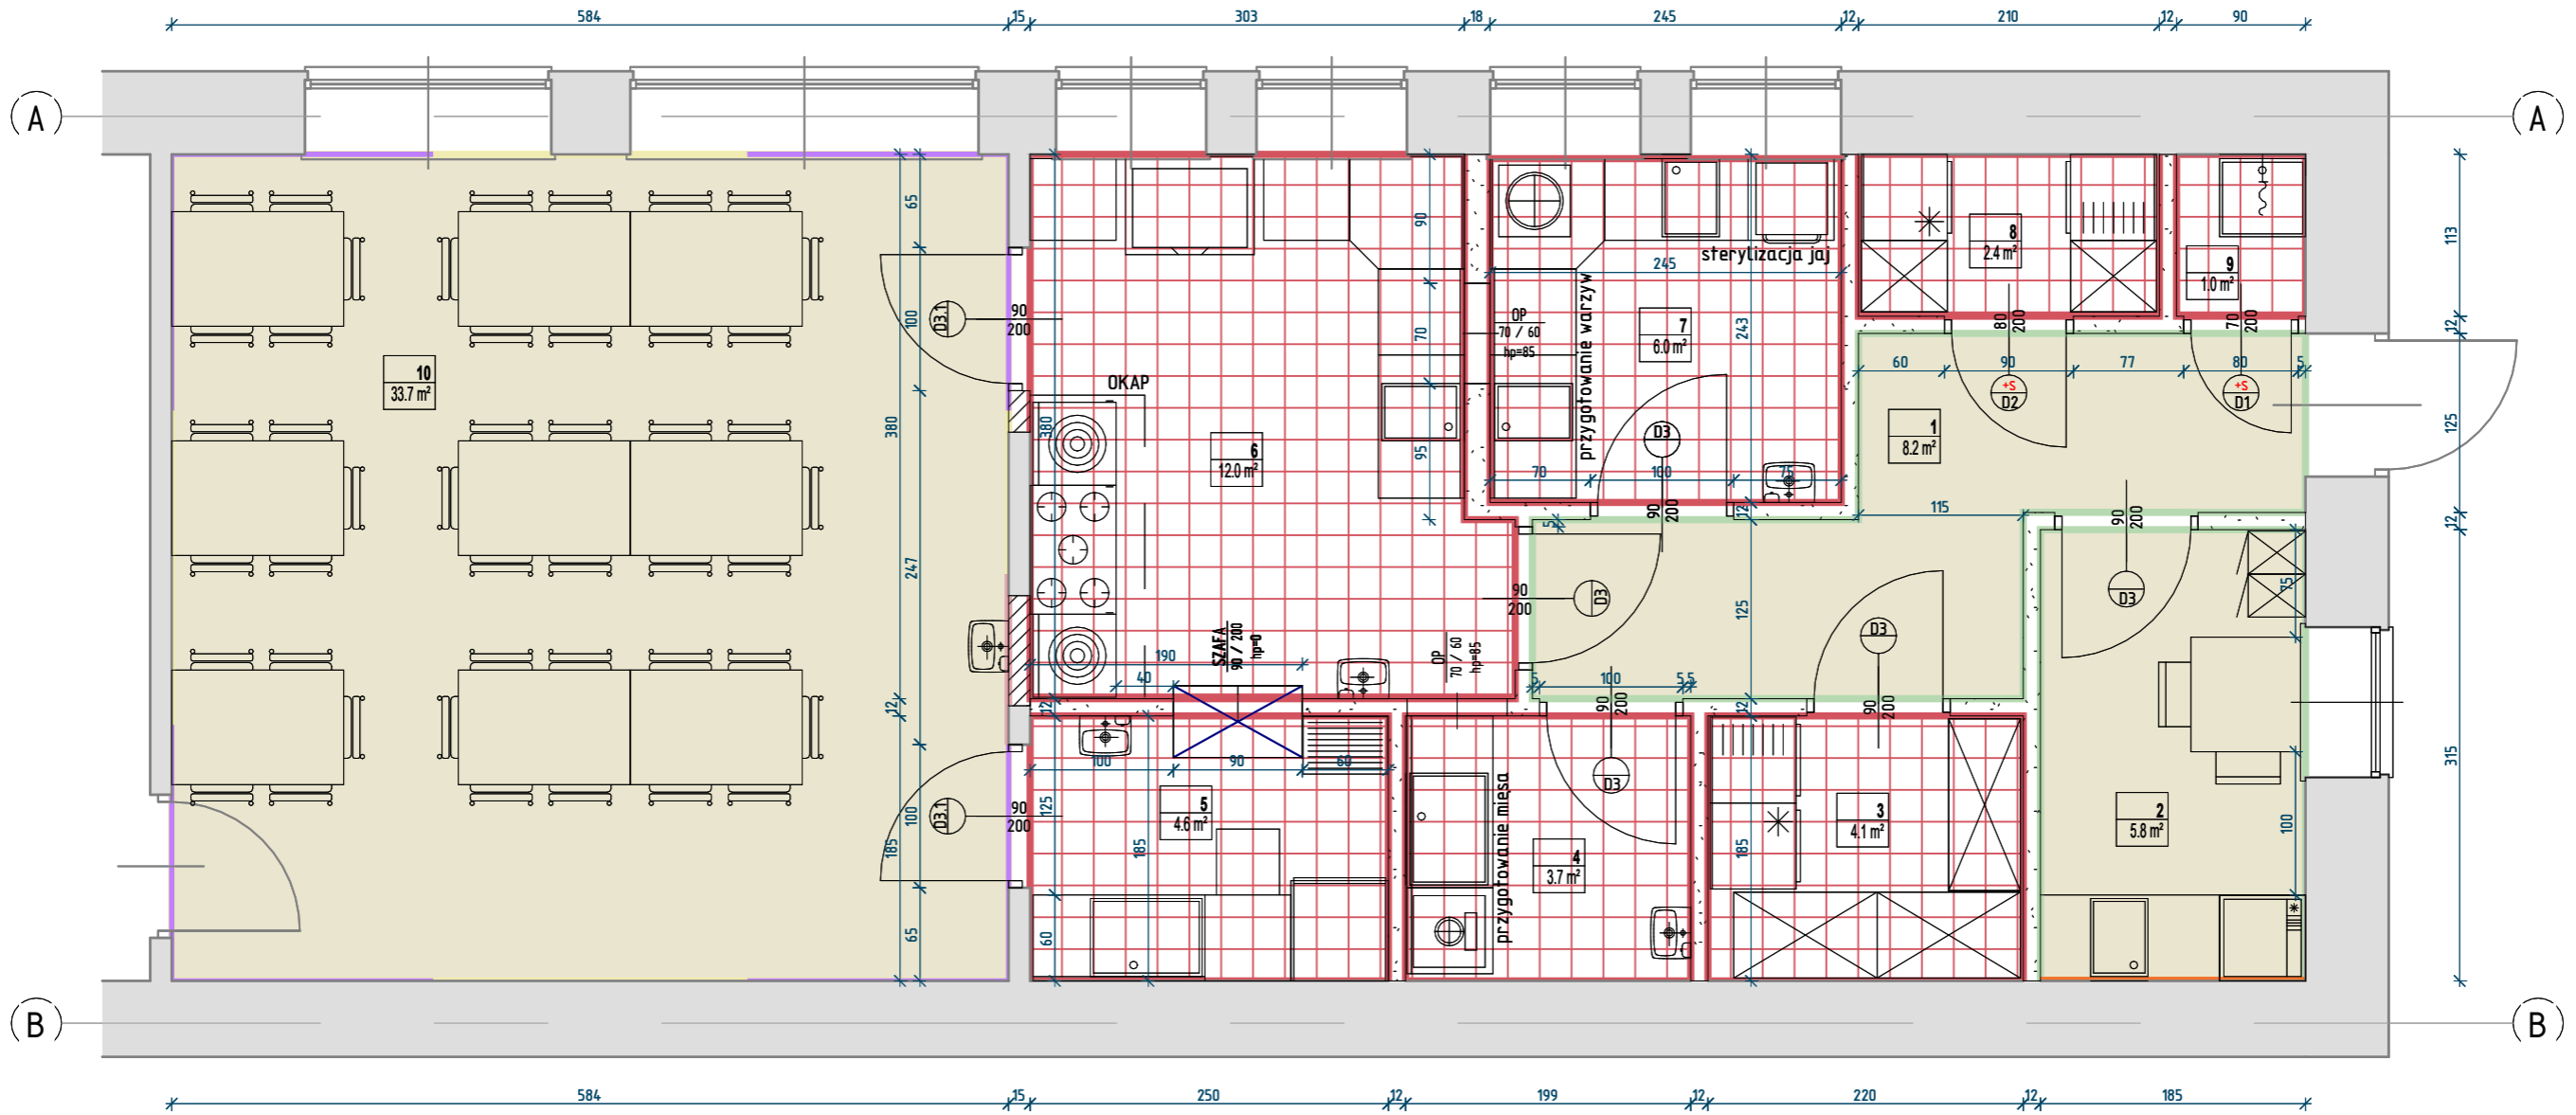 584
15
303
18
245
12
210
12
90
A
A
65
90
sterylizacja jaj
245
8
2.4 m²
9
1.0 m²
113
D3.1
100
90
200
OP
70 / 60
hp=85
przygotowanie warzyw
7
6.0 m²
243
80
200
70
200
12
10
33.7 m²
OKAP
70
60
90
77
80
5
+S
D2
+S
D1
380
380
6
12.0 m²
95
D3
1
8.2 m²
125
70
100
75
90
200
12
5
115
90
200
12
247
90
200
D3
125
D3
D3
75
SZAFA
90 / 200
hp=0
OP
70 / 60
hp=85
190
40
5
100
5
5
12
12
90
200
12
90
200
100
90
60
D3
315
D3.1
100
185
90
200
125
5
4.6 m²
185
przygotowanie mięsa
4
3.7 m²
185
3
4.1 m²
2
5.8 m²
100
65
60
B
B
584
15
250
12
199
12
220
12
185